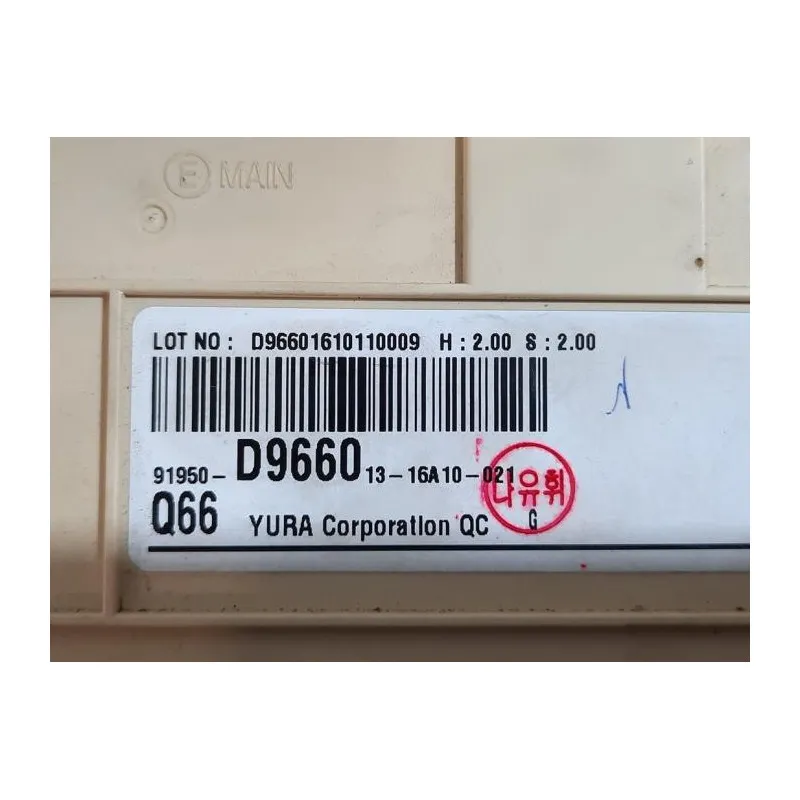 E MAIN
LOT NO : D96601610110009 H : 2.00 S : 2.00
91950- D9660 13-16A10-021
나유휘
Q66 YURA Corporation QC G